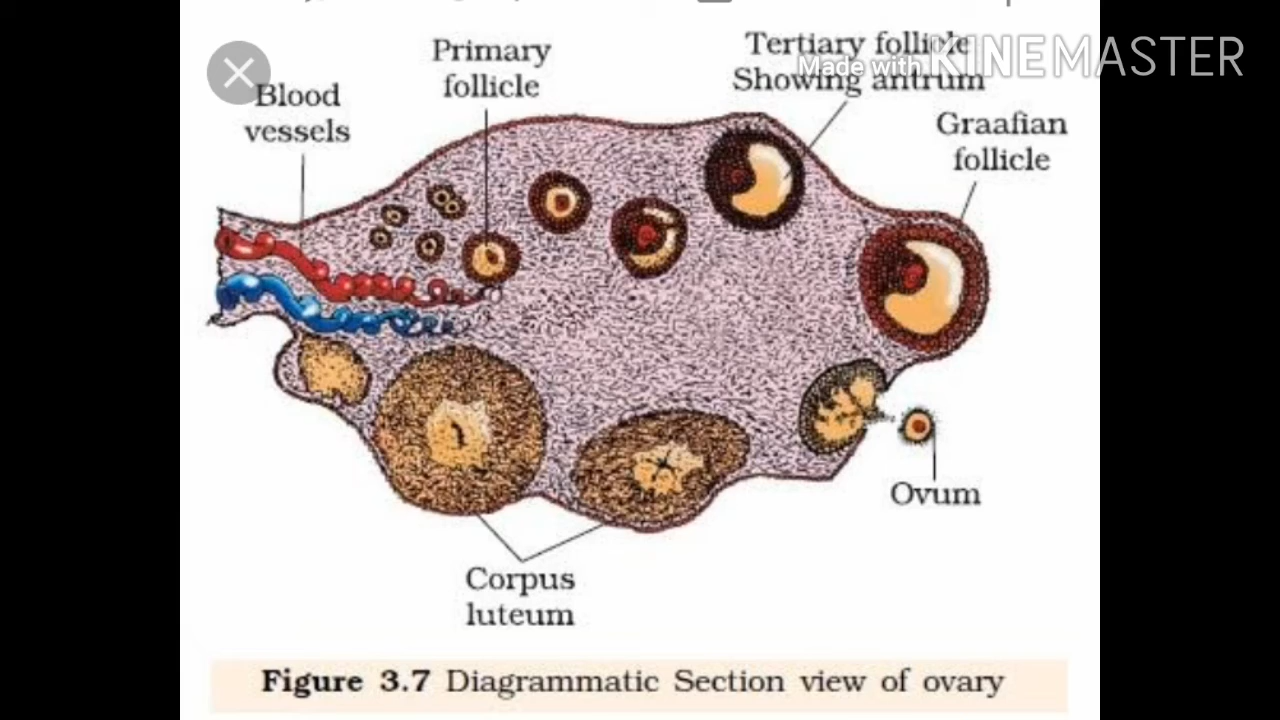 Primary
follicle
Tertiary follicle
Showing antrum
Made with KINEMASTER
Blood
vessels
Graafian
follicle
Ovum
Corpus
luteum
Figure 3.7 Diagrammatic Section view of ovary